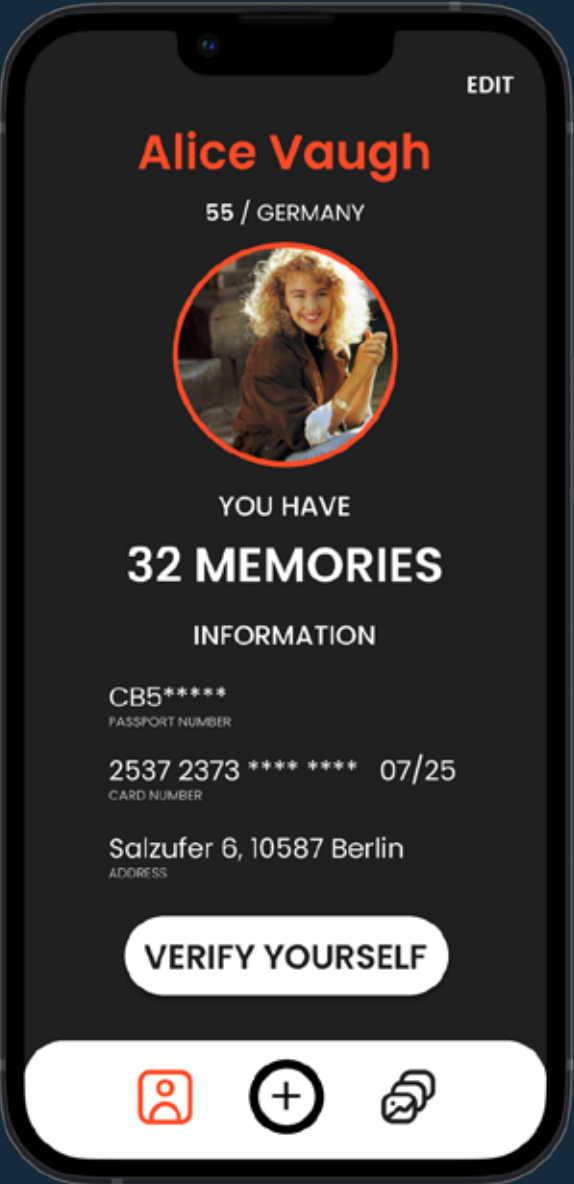 EDIT
Alice Vaugh
55 / GERMANY
YOU HAVE
32 MEMORIES
INFORMATION
CB5*****
PASSPORT NUMBER
2537 2373 **** **** 07/25
CARD NUMBER
Salzufer 6, 10587 Berlin
ADDRESS
VERIFY YOURSELF